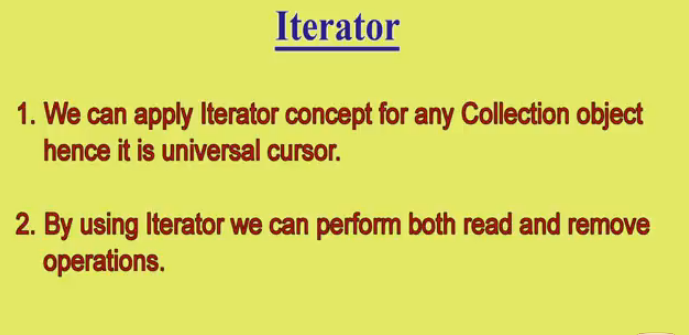 Iterator
1. We can apply Iterator concept for any Collection object
hence it is universal cursor.
2. By using Iterator we can perform both read and remove
operations.